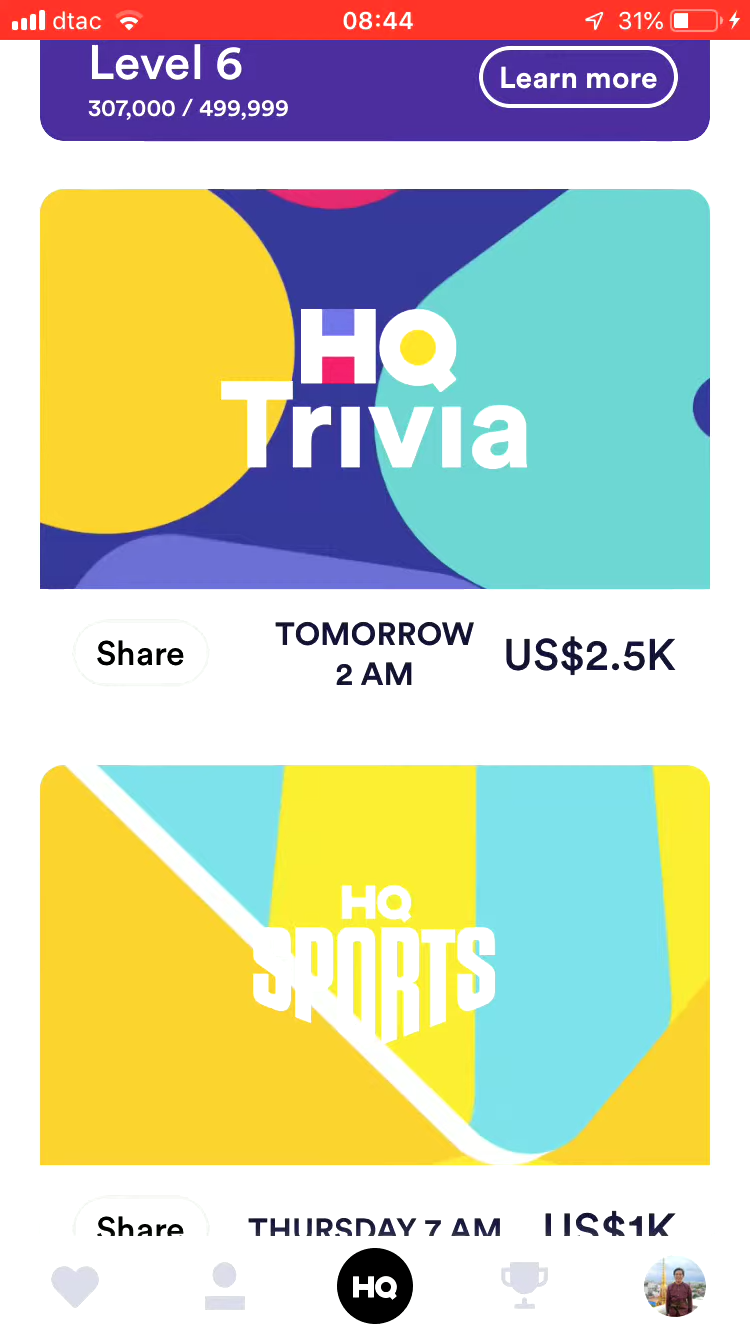 dtac
08:44
31%
Level 6
307,000 / 499,999
Learn more
HQ
Trivia
Share
TOMORROW
2 AM
US$2.5K
HQ
SPORTS
Share
THURSDAY 7 AM
US$1K
HQ